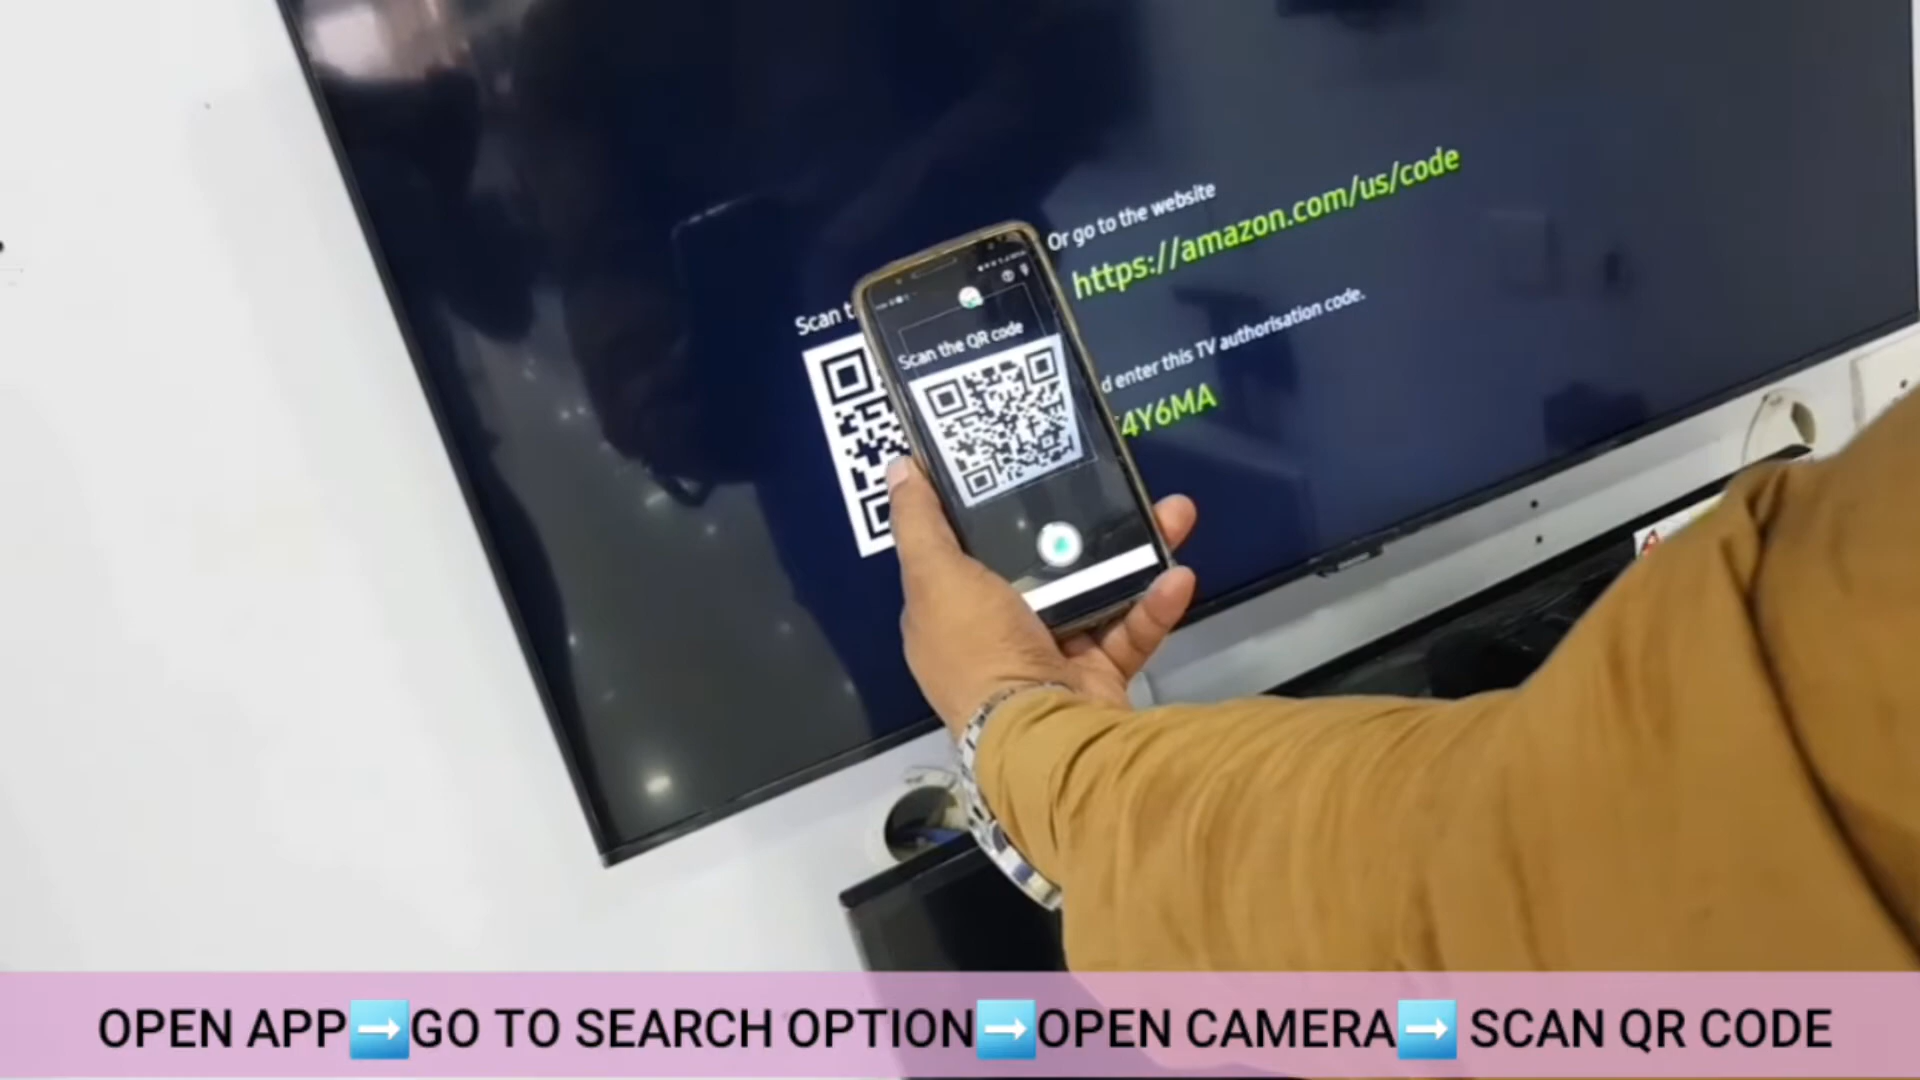 Or go to the website
https://amazon.com/us/code
Scan
Scan the QR code
enter this TV authorisation code.
4Y6MA
OPEN APP➡️GO TO SEARCH OPTION➡️OPEN CAMERA➡️ SCAN QR CODE